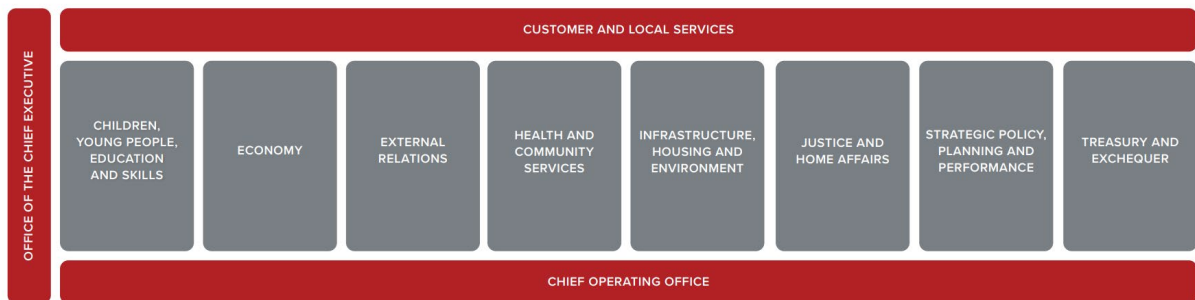 OFFICE OF THE CHIEF EXECUTIVE
CUSTOMER AND LOCAL SERVICES
CHILDREN,
YOUNG PEOPLE,
EDUCATION
AND SKILLS
ECONOMY
EXTERNAL
RELATIONS
HEALTH AND
COMMUNITY
SERVICES
INFRASTRUCTURE,
HOUSING AND
ENVIRONMENT
JUSTICE AND
HOME AFFAIRS
STRATEGIC POLICY,
PLANNING AND
PERFORMANCE
TREASURY AND
EXCHEQUER
CHIEF OPERATING OFFICE